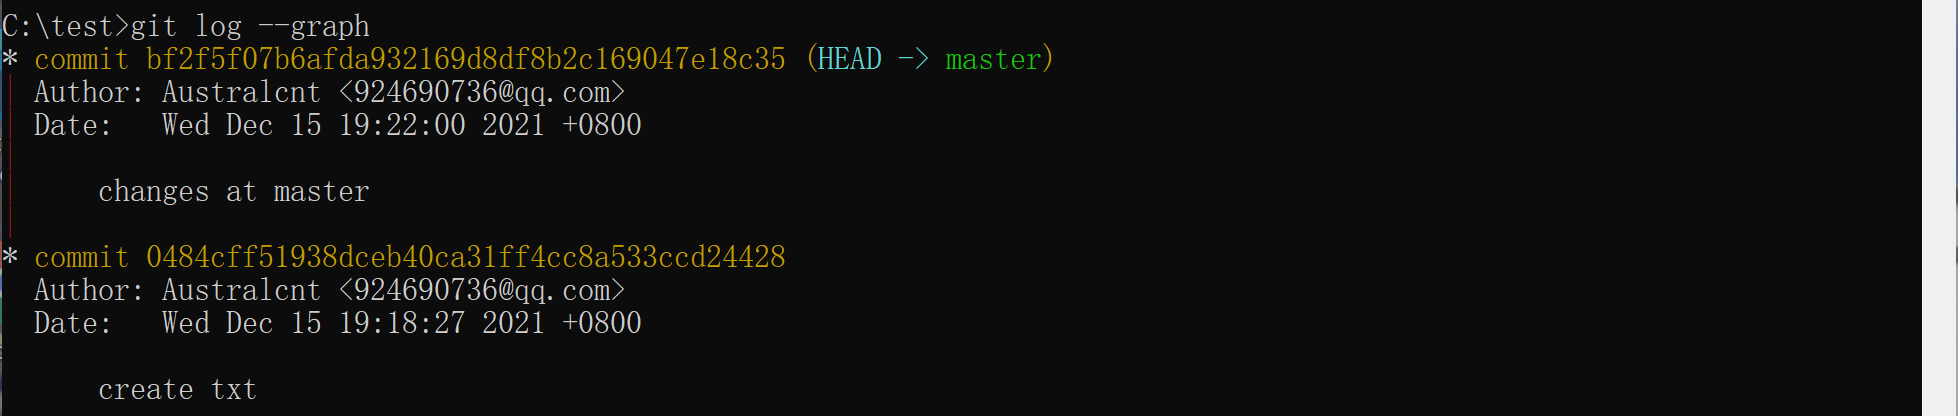 C:\test>git log --graph
* commit bf2f5f07b6afda932169d8df8b2c169047e18c35 (HEAD -> master)
| Author: Australcnt <924690736@qq.com>
| Date:   Wed Dec 15 19:22:00 2021 +0800
|
|     changes at master
|
* commit 0484cff51938dceb40ca31ff4cc8a533ccd24428
  Author: Australcnt <924690736@qq.com>
  Date:   Wed Dec 15 19:18:27 2021 +0800

      create txt